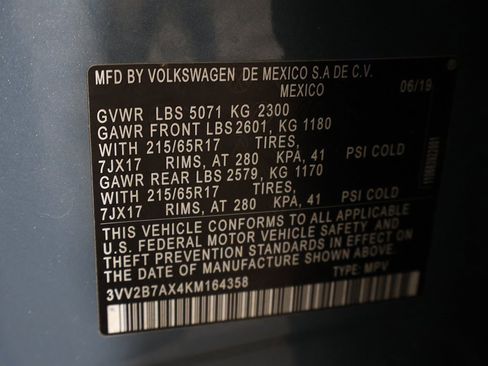 MFD BY VOLKSWAGEN DE MEXICO S.A DE C.V.
MEXICO 06/19
GVWR LBS 5071 KG 2300
GAWR FRONT LBS2601, KG 1180
WITH 215/65R17 TIRES,
7JX17 RIMS, AT 280 KPA, 41 PSI COLD
GAWR REAR LBS 2579, KG 1170
WITH 215/65R17 TIRES,
7JX17 RIMS, AT 280 KPA, 41 PSI COLD
THIS VEHICLE CONFORMS TO ALL APPLICABLE
U.S. FEDERAL MOTOR VEHICLE SAFETY AND
THEFT PREVENTION STANDARDS IN EFFECT ON
THE DATE OF MANUFACTURE SHOWN ABOVE.
3VV2B7AX4KM164358 TYPE: MPV